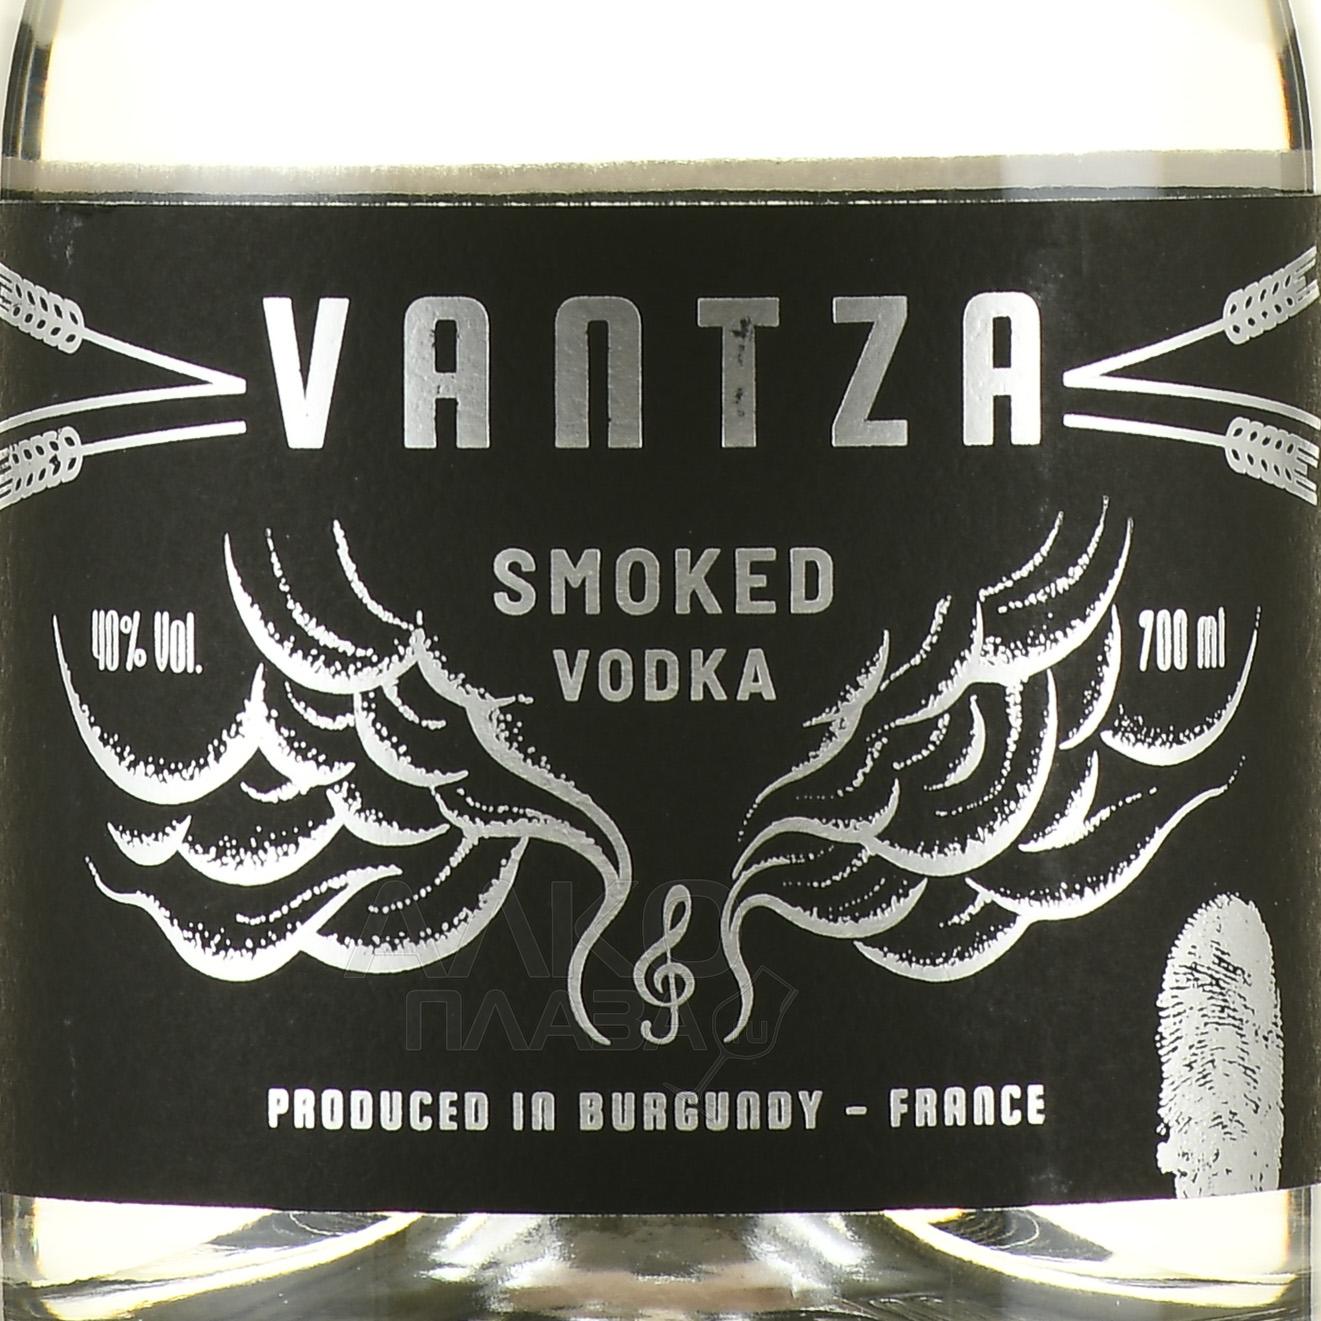 VANTZA
SMOKED
VODKA
40% Vol.
700 ml
АЛКО
ПЛАЗА
PRODUCED IN BURGUNDY – FRANCE